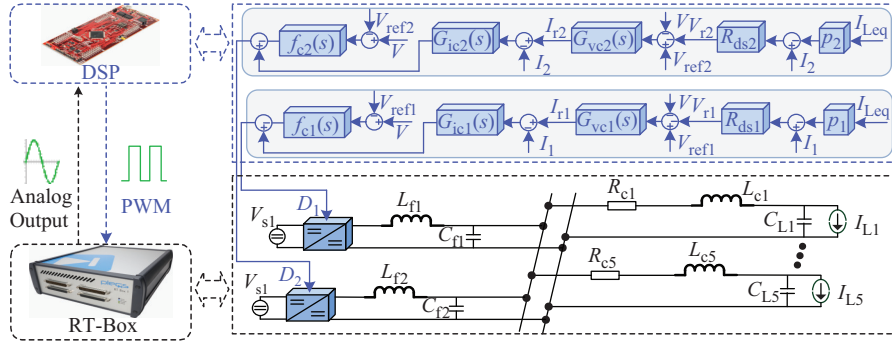 DSP
Analog
Output
PWM
RT-Box
f_c2(s)
V_ref2
V
G_ic2(s)
I_r2
I_2
G_vc2(s)
V V_r2
V_ref2
R_ds2
I_2
p_2
I_Leq
f_c1(s)
V_ref1
V
G_ic1(s)
I_r1
I_1
G_vc1(s)
V V_r1
V_ref1
R_ds1
I_1
p_1
I_Leq
V_s1
D_1
L_f1
C_f1
R_c1
L_c1
C_L1
I_L1
V_s1
D_2
L_f2
C_f2
R_c5
L_c5
C_L5
I_L5